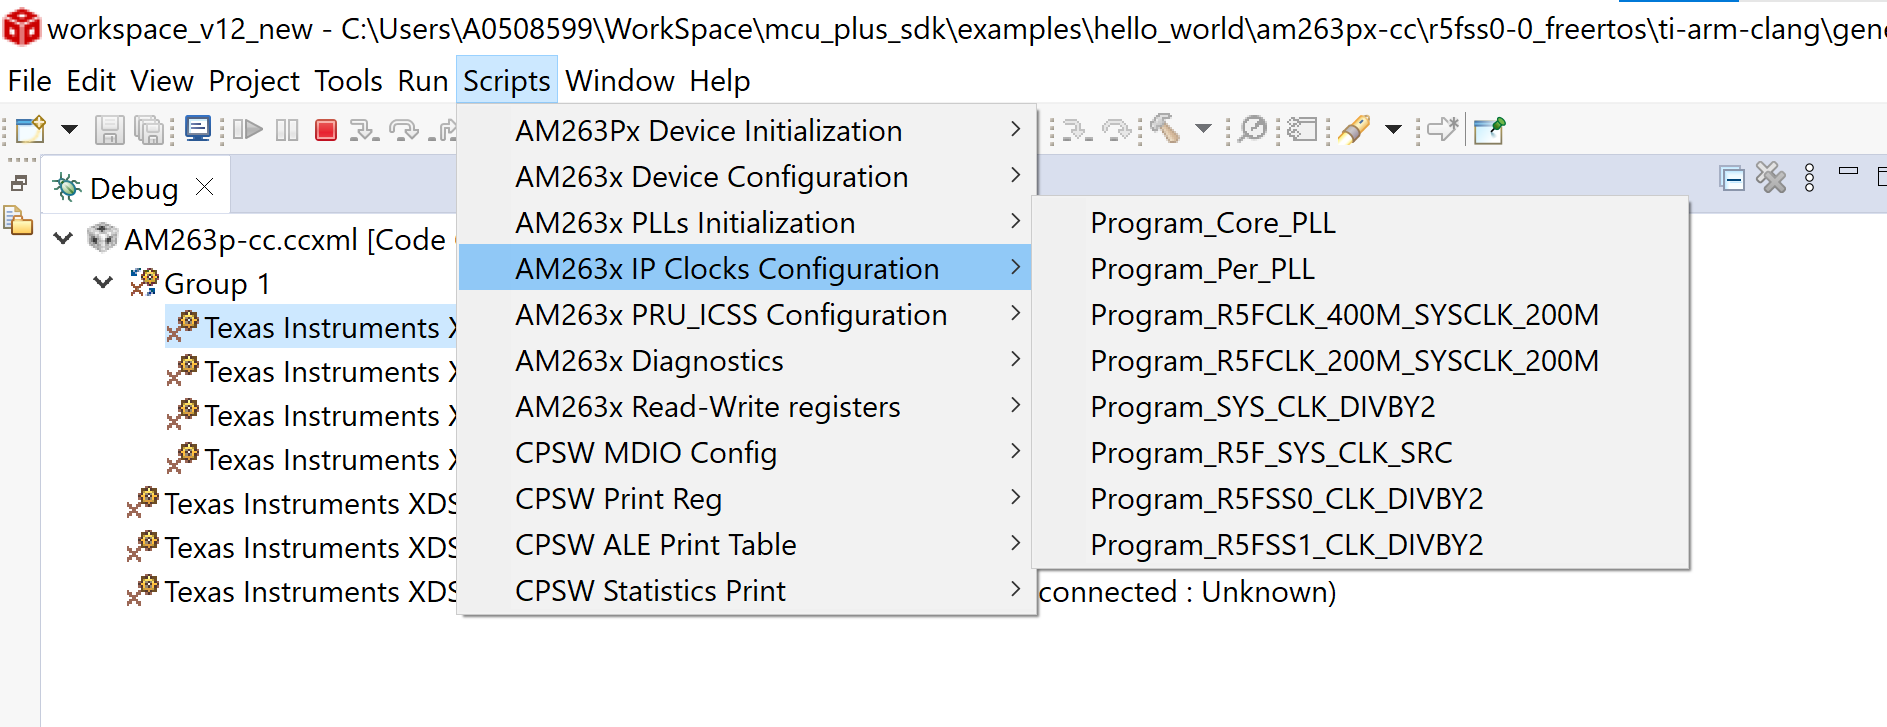 workspace_v12_new - C:\Users\A0508599\WorkSpace\mcu_plus_sdk\examples\hello_world\am263px-cc\r5fss0-0_freertos\ti-arm-clang\gene
File Edit View Project Tools Run Scripts Window Help
Debug
AM263p-cc.ccxml [Code
Group 1
Texas Instruments X
Texas Instruments X
Texas Instruments X
Texas Instruments X
Texas Instruments XDS
Texas Instruments XDS
Texas Instruments XDS
connected : Unknown)
AM263Px Device Initialization
AM263x Device Configuration
AM263x PLLs Initialization
AM263x IP Clocks Configuration
AM263x PRU_ICSS Configuration
AM263x Diagnostics
AM263x Read-Write registers
CPSW MDIO Config
CPSW Print Reg
CPSW ALE Print Table
CPSW Statistics Print
Program_Core_PLL
Program_Per_PLL
Program_R5FCLK_400M_SYSCLK_200M
Program_R5FCLK_200M_SYSCLK_200M
Program_SYS_CLK_DIVBY2
Program_R5F_SYS_CLK_SRC
Program_R5FSS0_CLK_DIVBY2
Program_R5FSS1_CLK_DIVBY2